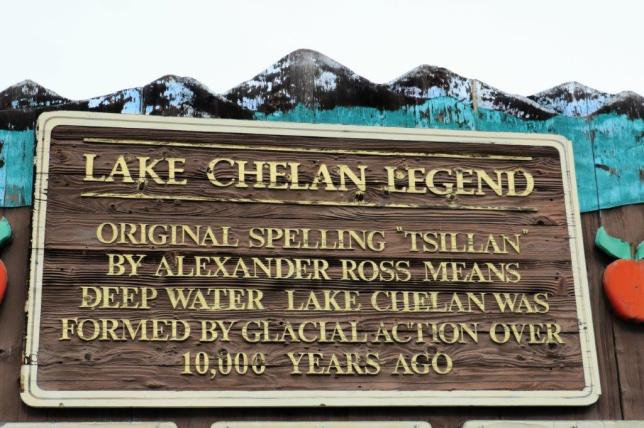 LAKE CHELAN LEGEND
ORIGINAL SPELLING "TSILLAN"
BY ALEXANDER ROSS MEANS
DEEP WATER LAKE CHELAN WAS
FORMED BY GLACIAL ACTION OVER
10,000 YEARS AGO